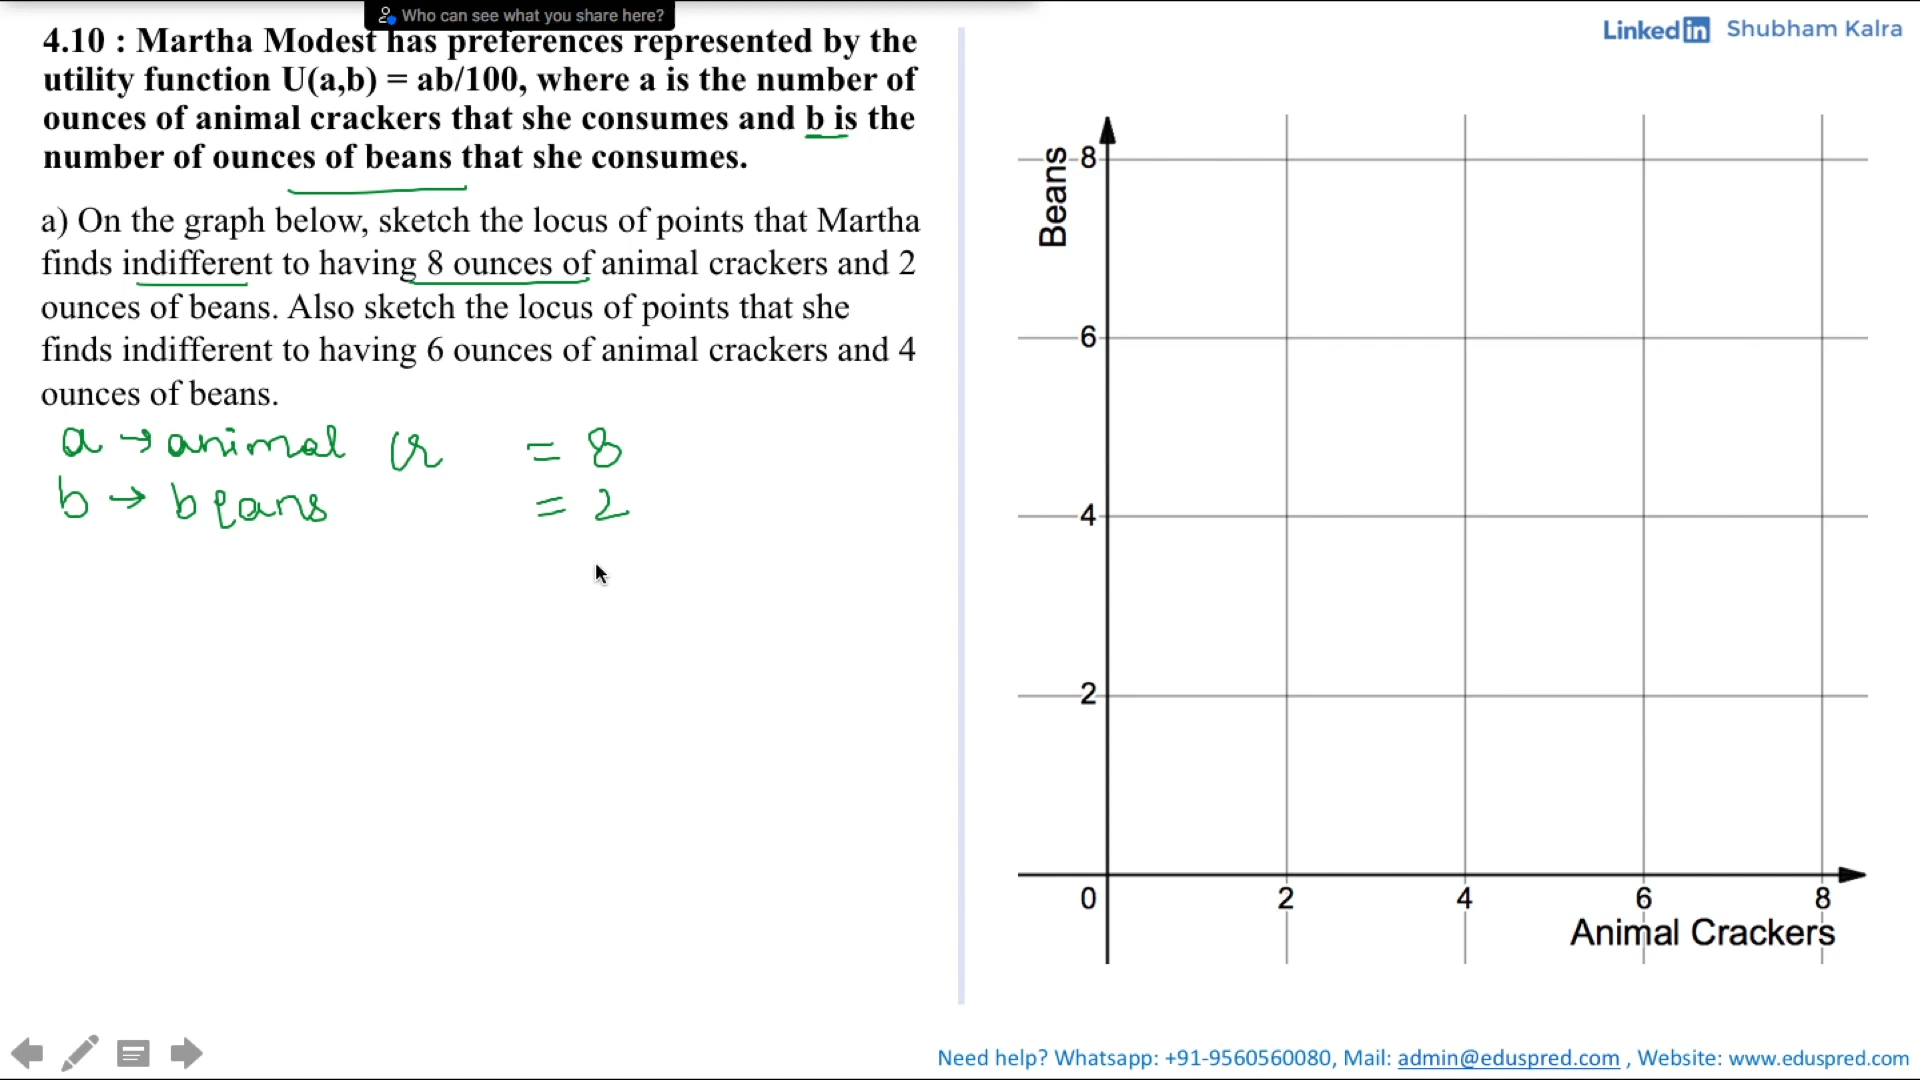 Who can see what you share here?
4.10 : Martha Modest has preferences represented by the
utility function U(a,b) = ab/100, where a is the number of
ounces of animal crackers that she consumes and b is the
number of ounces of beans that she consumes.
a) On the graph below, sketch the locus of points that Martha
finds indifferent to having 8 ounces of animal crackers and 2
ounces of beans. Also sketch the locus of points that she
finds indifferent to having 6 ounces of animal crackers and 4
ounces of beans.
a → animal cr = 8
b → beans = 2
Linked in Shubham Kalra
Beans
8
6
4
2
0 2 4 6 8
Animal Crackers
Need help? Whatsapp: +91-9560560080, Mail: admin@eduspred.com , Website: www.eduspred.com